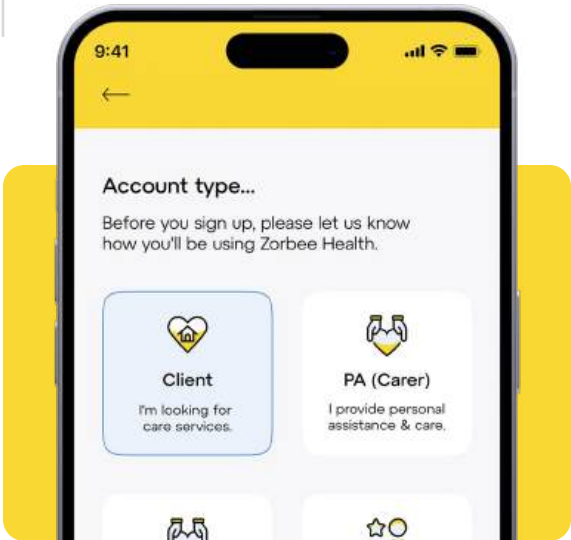 9:41
Account type...
Before you sign up, please let us know
how you'll be using Zorbee Health.
Client
I'm looking for
care services.
PA (Carer)
I provide personal
assistance & care.